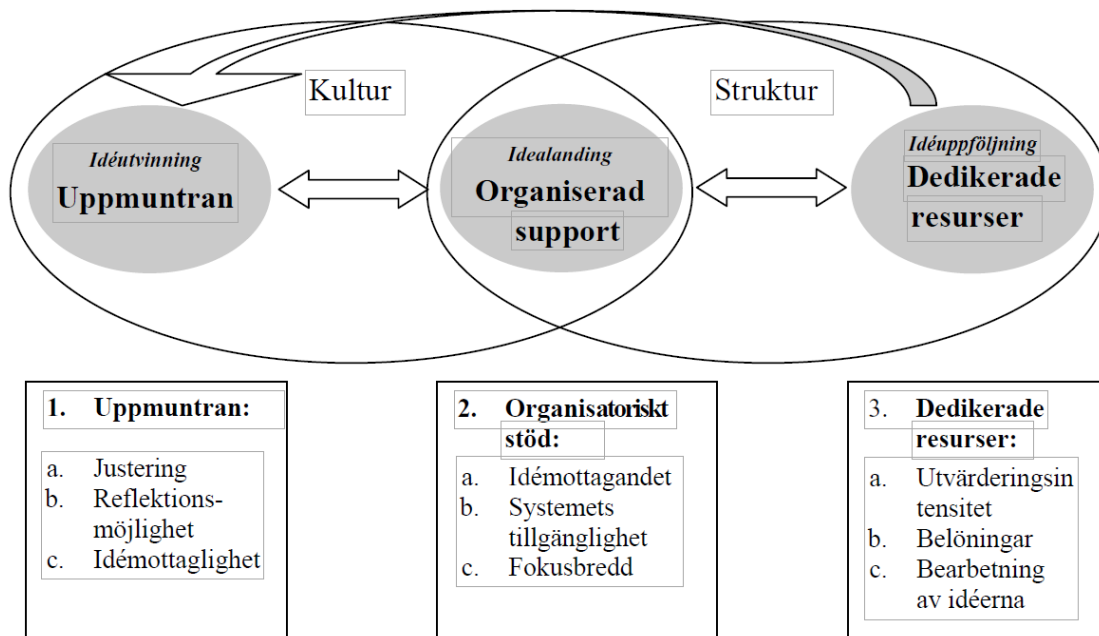 Kultur
Struktur
Idéutvinning
Uppmuntran
Idealanding
Organiserad
support
Idéuppföljning
Dedikerade
resurser
1. Uppmuntran:
a. Justering
b. Reflektions-
möjlighet
c. Idémottaglighet
2. Organisatoriskt
stöd:
a. Idémottagandet
b. Systemets
tillgänglighet
c. Fokusbredd
3. Dedikerade
resurser:
a. Utvärderingsin
tensitet
b. Belöningar
c. Bearbetning
av idéerna